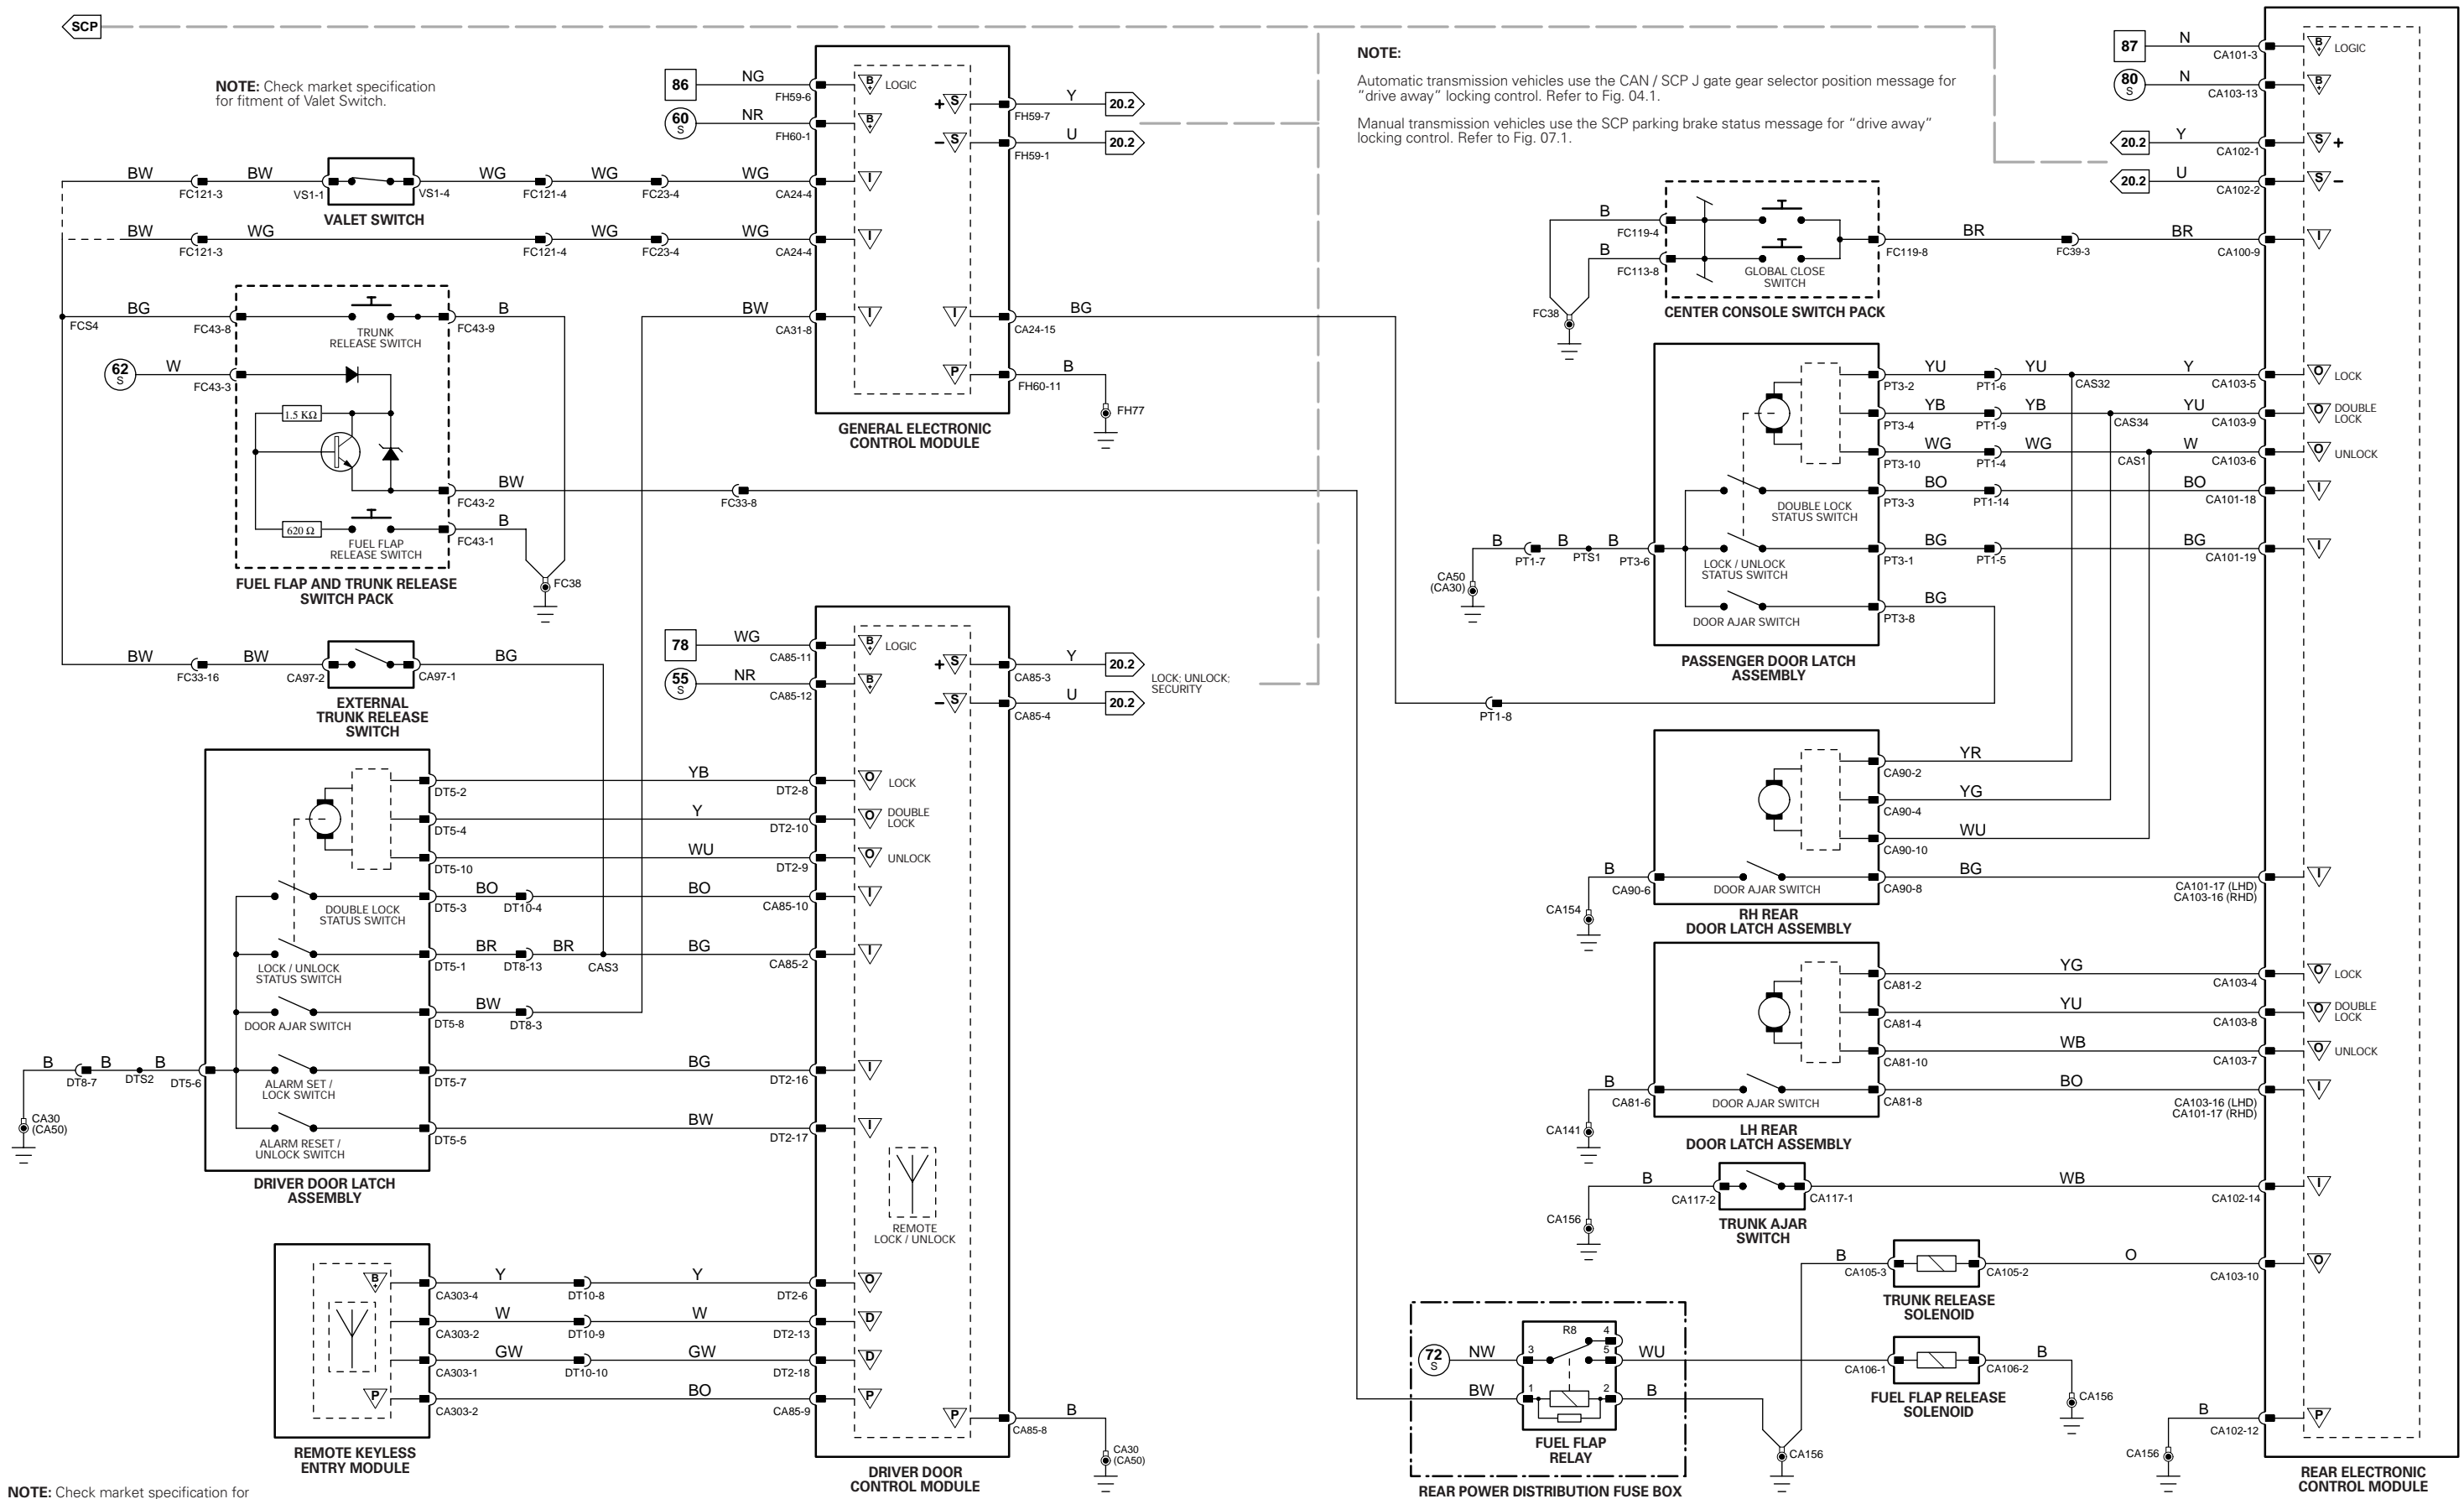 SCP
NOTE: Check market specification
for fitment of Valet Switch.
BW
FC121-3
BW
VS1-1
VS1-4
VALET SWITCH
WG
FC121-4
WG
FC23-4
WG
CA24-4
BW
FC121-3
WG
FC121-4
WG
FC23-4
WG
CA24-4
FCS4
BG
FC43-8
TRUNK
RELEASE SWITCH
FC43-9
B
62
S
W
FC43-3
1.5 KΩ
620 Ω
FUEL FLAP
RELEASE SWITCH
FC43-2
BW
FC33-8
FC43-1
B
FC38
FUEL FLAP AND TRUNK RELEASE
SWITCH PACK
BW
FC33-16
BW
CA97-2
CA97-1
BG
EXTERNAL
TRUNK RELEASE
SWITCH
86
NG
FH59-6
B
+
LOGIC
60
S
NR
FH60-1
B
+
I
I
BW
CA31-8
I
+ S
FH59-7
Y
20.2
− S
FH59-1
U
20.2
I
CA24-15
BG
P
FH60-11
B
FH77
GENERAL ELECTRONIC
CONTROL MODULE
DT5-2
YB
DT2-8
O
LOCK
DT5-4
Y
DT2-10
O
DOUBLE
LOCK
DT5-10
WU
DT2-9
O
UNLOCK
DOUBLE LOCK
STATUS SWITCH
DT5-3
BO
DT10-4
BO
CA85-10
I
LOCK / UNLOCK
STATUS SWITCH
DT5-1
BR
DT8-13
BR
CAS3
BG
CA85-2
I
DOOR AJAR SWITCH
DT5-8
BW
DT8-3
B
DT8-7
B
DTS2
B
DT5-6
CA30
(CA50)
ALARM SET /
LOCK SWITCH
DT5-7
BG
DT2-16
I
ALARM RESET /
UNLOCK SWITCH
DT5-5
BW
DT2-17
I
DRIVER DOOR LATCH
ASSEMBLY
78
WG
CA85-11
B
+
LOGIC
55
S
NR
CA85-12
B
+
+ S
CA85-3
Y
20.2
− S
CA85-4
U
20.2
LOCK; UNLOCK;
SECURITY
REMOTE
LOCK / UNLOCK
B
+
CA303-4
Y
DT10-8
Y
DT2-6
O
CA303-2
W
DT10-9
W
DT2-13
D
CA303-1
GW
DT10-10
GW
DT2-18
D
P
CA303-2
BO
CA85-9
P
P
CA85-8
B
CA30
(CA50)
REMOTE KEYLESS
ENTRY MODULE
DRIVER DOOR
CONTROL MODULE
NOTE: Check market specification for
NOTE:
Automatic transmission vehicles use the CAN / SCP J gate gear selector position message for
“drive away” locking control. Refer to Fig. 04.1.
Manual transmission vehicles use the SCP parking brake status message for “drive away”
locking control. Refer to Fig. 07.1.
87
N
CA101-3
B
+
LOGIC
80
S
N
CA103-13
B
+
20.2
Y
CA102-1
S +
20.2
U
CA102-2
S −
B
FC119-4
B
FC113-8
FC38
GLOBAL CLOSE
SWITCH
FC119-8
BR
FC39-3
BR
CA100-9
I
CENTER CONSOLE SWITCH PACK
PT3-2
YU
PT1-6
YU
CAS32
Y
CA103-5
O
LOCK
PT3-4
YB
PT1-9
YB
CAS34
YU
CA103-9
O
DOUBLE
LOCK
PT3-10
WG
PT1-4
WG
CAS1
W
CA103-6
O
UNLOCK
DOUBLE LOCK
STATUS SWITCH
PT3-3
BO
PT1-14
BO
CA101-18
I
B
PT1-7
B
PTS1
B
PT3-6
CA50
(CA30)
LOCK / UNLOCK
STATUS SWITCH
PT3-1
BG
PT1-5
BG
CA101-19
I
DOOR AJAR SWITCH
PT3-8
BG
PASSENGER DOOR LATCH
ASSEMBLY
PT1-8
CA90-2
YR
CA90-4
YG
CA90-10
WU
B
CA90-6
CA154
DOOR AJAR SWITCH
CA90-8
BG
CA101-17 (LHD)
CA103-16 (RHD)
I
RH REAR
DOOR LATCH ASSEMBLY
CA81-2
YG
CA103-4
O
LOCK
CA81-4
YU
CA103-8
O
DOUBLE
LOCK
CA81-10
WB
CA103-7
O
UNLOCK
B
CA81-6
CA141
DOOR AJAR SWITCH
CA81-8
BO
CA103-16 (LHD)
CA101-17 (RHD)
I
LH REAR
DOOR LATCH ASSEMBLY
B
CA117-2
CA156
CA117-1
WB
CA102-14
I
TRUNK AJAR
SWITCH
B
CA105-3
CA105-2
O
CA103-10
O
TRUNK RELEASE
SOLENOID
72
S
NW
R8
3
4
5
WU
CA106-1
CA106-2
B
CA156
FUEL FLAP RELEASE
SOLENOID
BW
1
2
B
CA156
FUEL FLAP
RELAY
REAR POWER DISTRIBUTION FUSE BOX
B
CA102-12
P
CA156
REAR ELECTRONIC
CONTROL MODULE